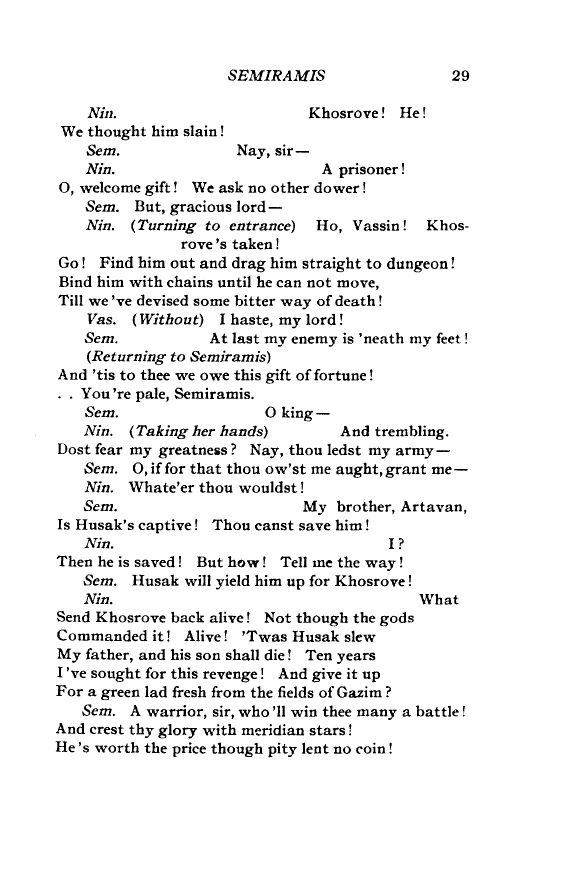 SEMIRAMIS 29
Nin. Khosrove! He!
We thought him slain!
Sem. Nay, sir—
Nin. A prisoner!
O, welcome gift! We ask no other dower!
Sem. But, gracious lord—
Nin. (Turning to entrance) Ho, Vassin! Khos-
rove's taken!
Go! Find him out and drag him straight to dungeon!
Bind him with chains until he can not move,
Till we've devised some bitter way of death!
Vas. (Without) I haste, my lord!
Sem. At last my enemy is 'neath my feet!
(Returning to Semiramis)
And 'tis to thee we owe this gift of fortune!
. . You're pale, Semiramis.
Sem. O king—
Nin. (Taking her hands) And trembling.
Dost fear my greatness? Nay, thou ledst my army—
Sem. O, if for that thou ow'st me aught, grant me—
Nin. Whate'er thou wouldst!
Sem. My brother, Artavan,
Is Husak's captive! Thou canst save him!
Nin. I?
Then he is saved! But how! Tell me the way!
Sem. Husak will yield him up for Khosrove!
Nin. What
Send Khosrove back alive! Not though the gods
Commanded it! Alive! 'Twas Husak slew
My father, and his son shall die! Ten years
I've sought for this revenge! And give it up
For a green lad fresh from the fields of Gazim?
Sem. A warrior, sir, who'll win thee many a battle!
And crest thy glory with meridian stars!
He's worth the price though pity lent no coin!